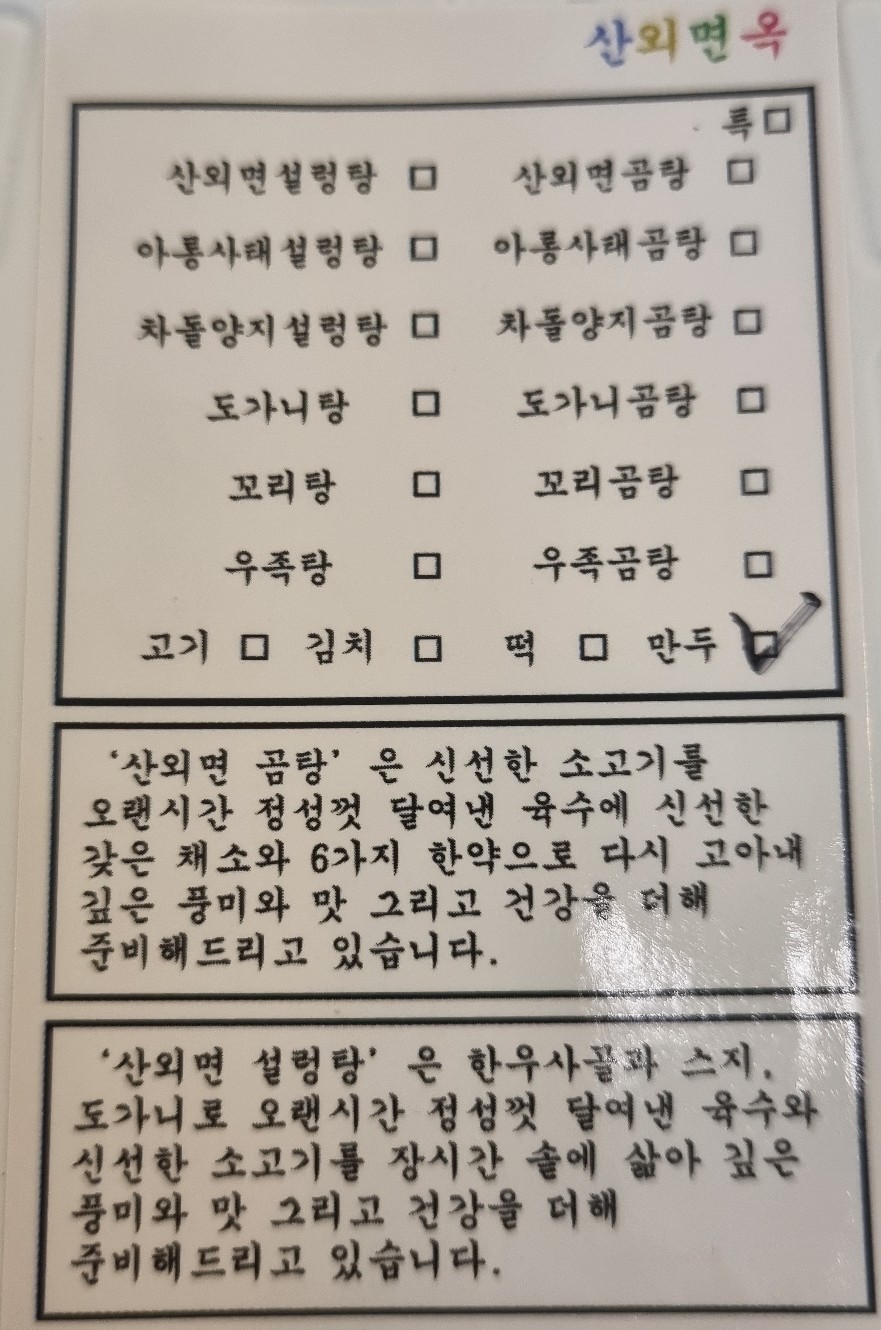 산외면옥
특 □
산외면설렁탕 □ 산외면곰탕 □
아롱사태설렁탕 □ 아롱사태곰탕 □
차돌양지설렁탕 □ 차돌양지곰탕 □
도가니탕 □ 도가니곰탕 □
꼬리탕 □ 꼬리곰탕 □
우족탕 □ 우족곰탕 □
고기 □ 김치 □ 떡 □ 만두 ☑
‘산외면 곰탕’ 은 신선한 소고기를
오랜시간 정성껏 달여낸 육수에 신선한
갖은 채소와 6가지 한약으로 다시 고아내
깊은 풍미와 맛 그리고 건강을 더해
준비해드리고 있습니다.
‘산외면 설렁탕’ 은 한우사골과 스지,
도가니로 오랜시간 정성껏 달여낸 육수와
신선한 소고기를 장시간 솥에 삶아 깊은
풍미와 맛 그리고 건강을 더해
준비해드리고 있습니다.